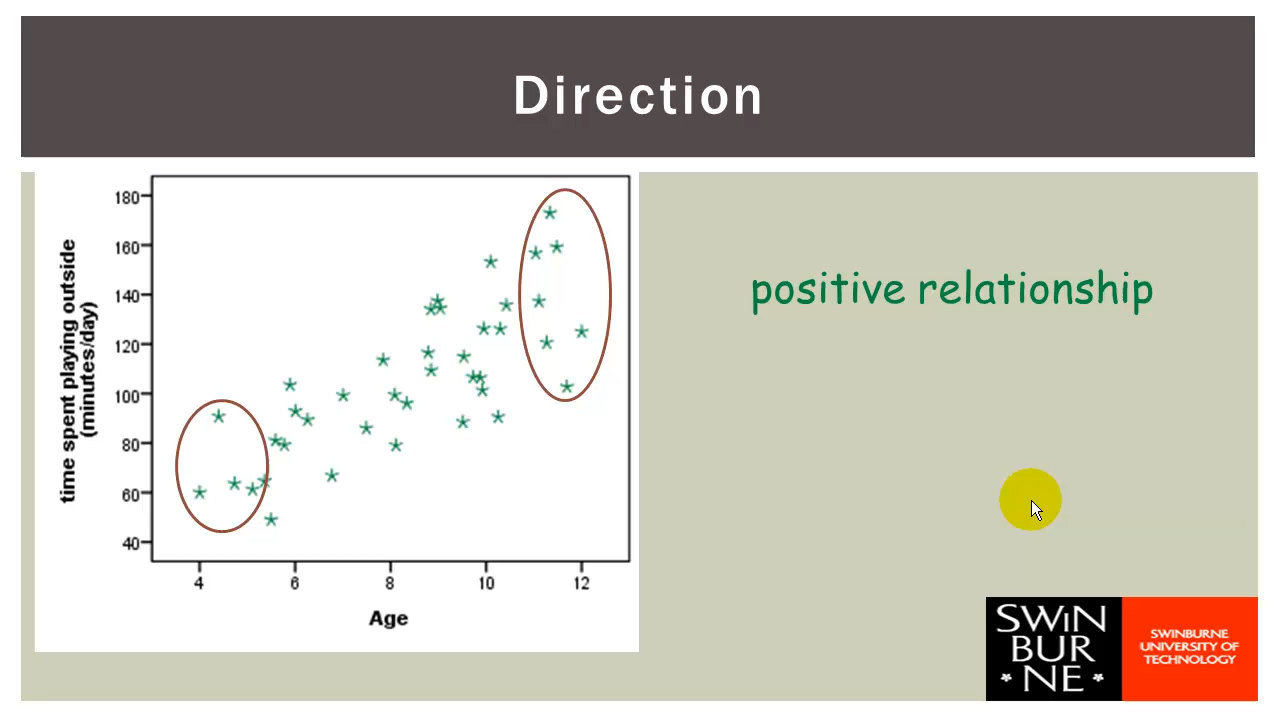 Direction
180
160
140
120
100
80
60
40
time spent playing outside
(minutes/day)
4 6 8 10 12
Age
positive relationship
SWIN
BUR
NE
SWINBURNE
UNIVERSITY OF
TECHNOLOGY